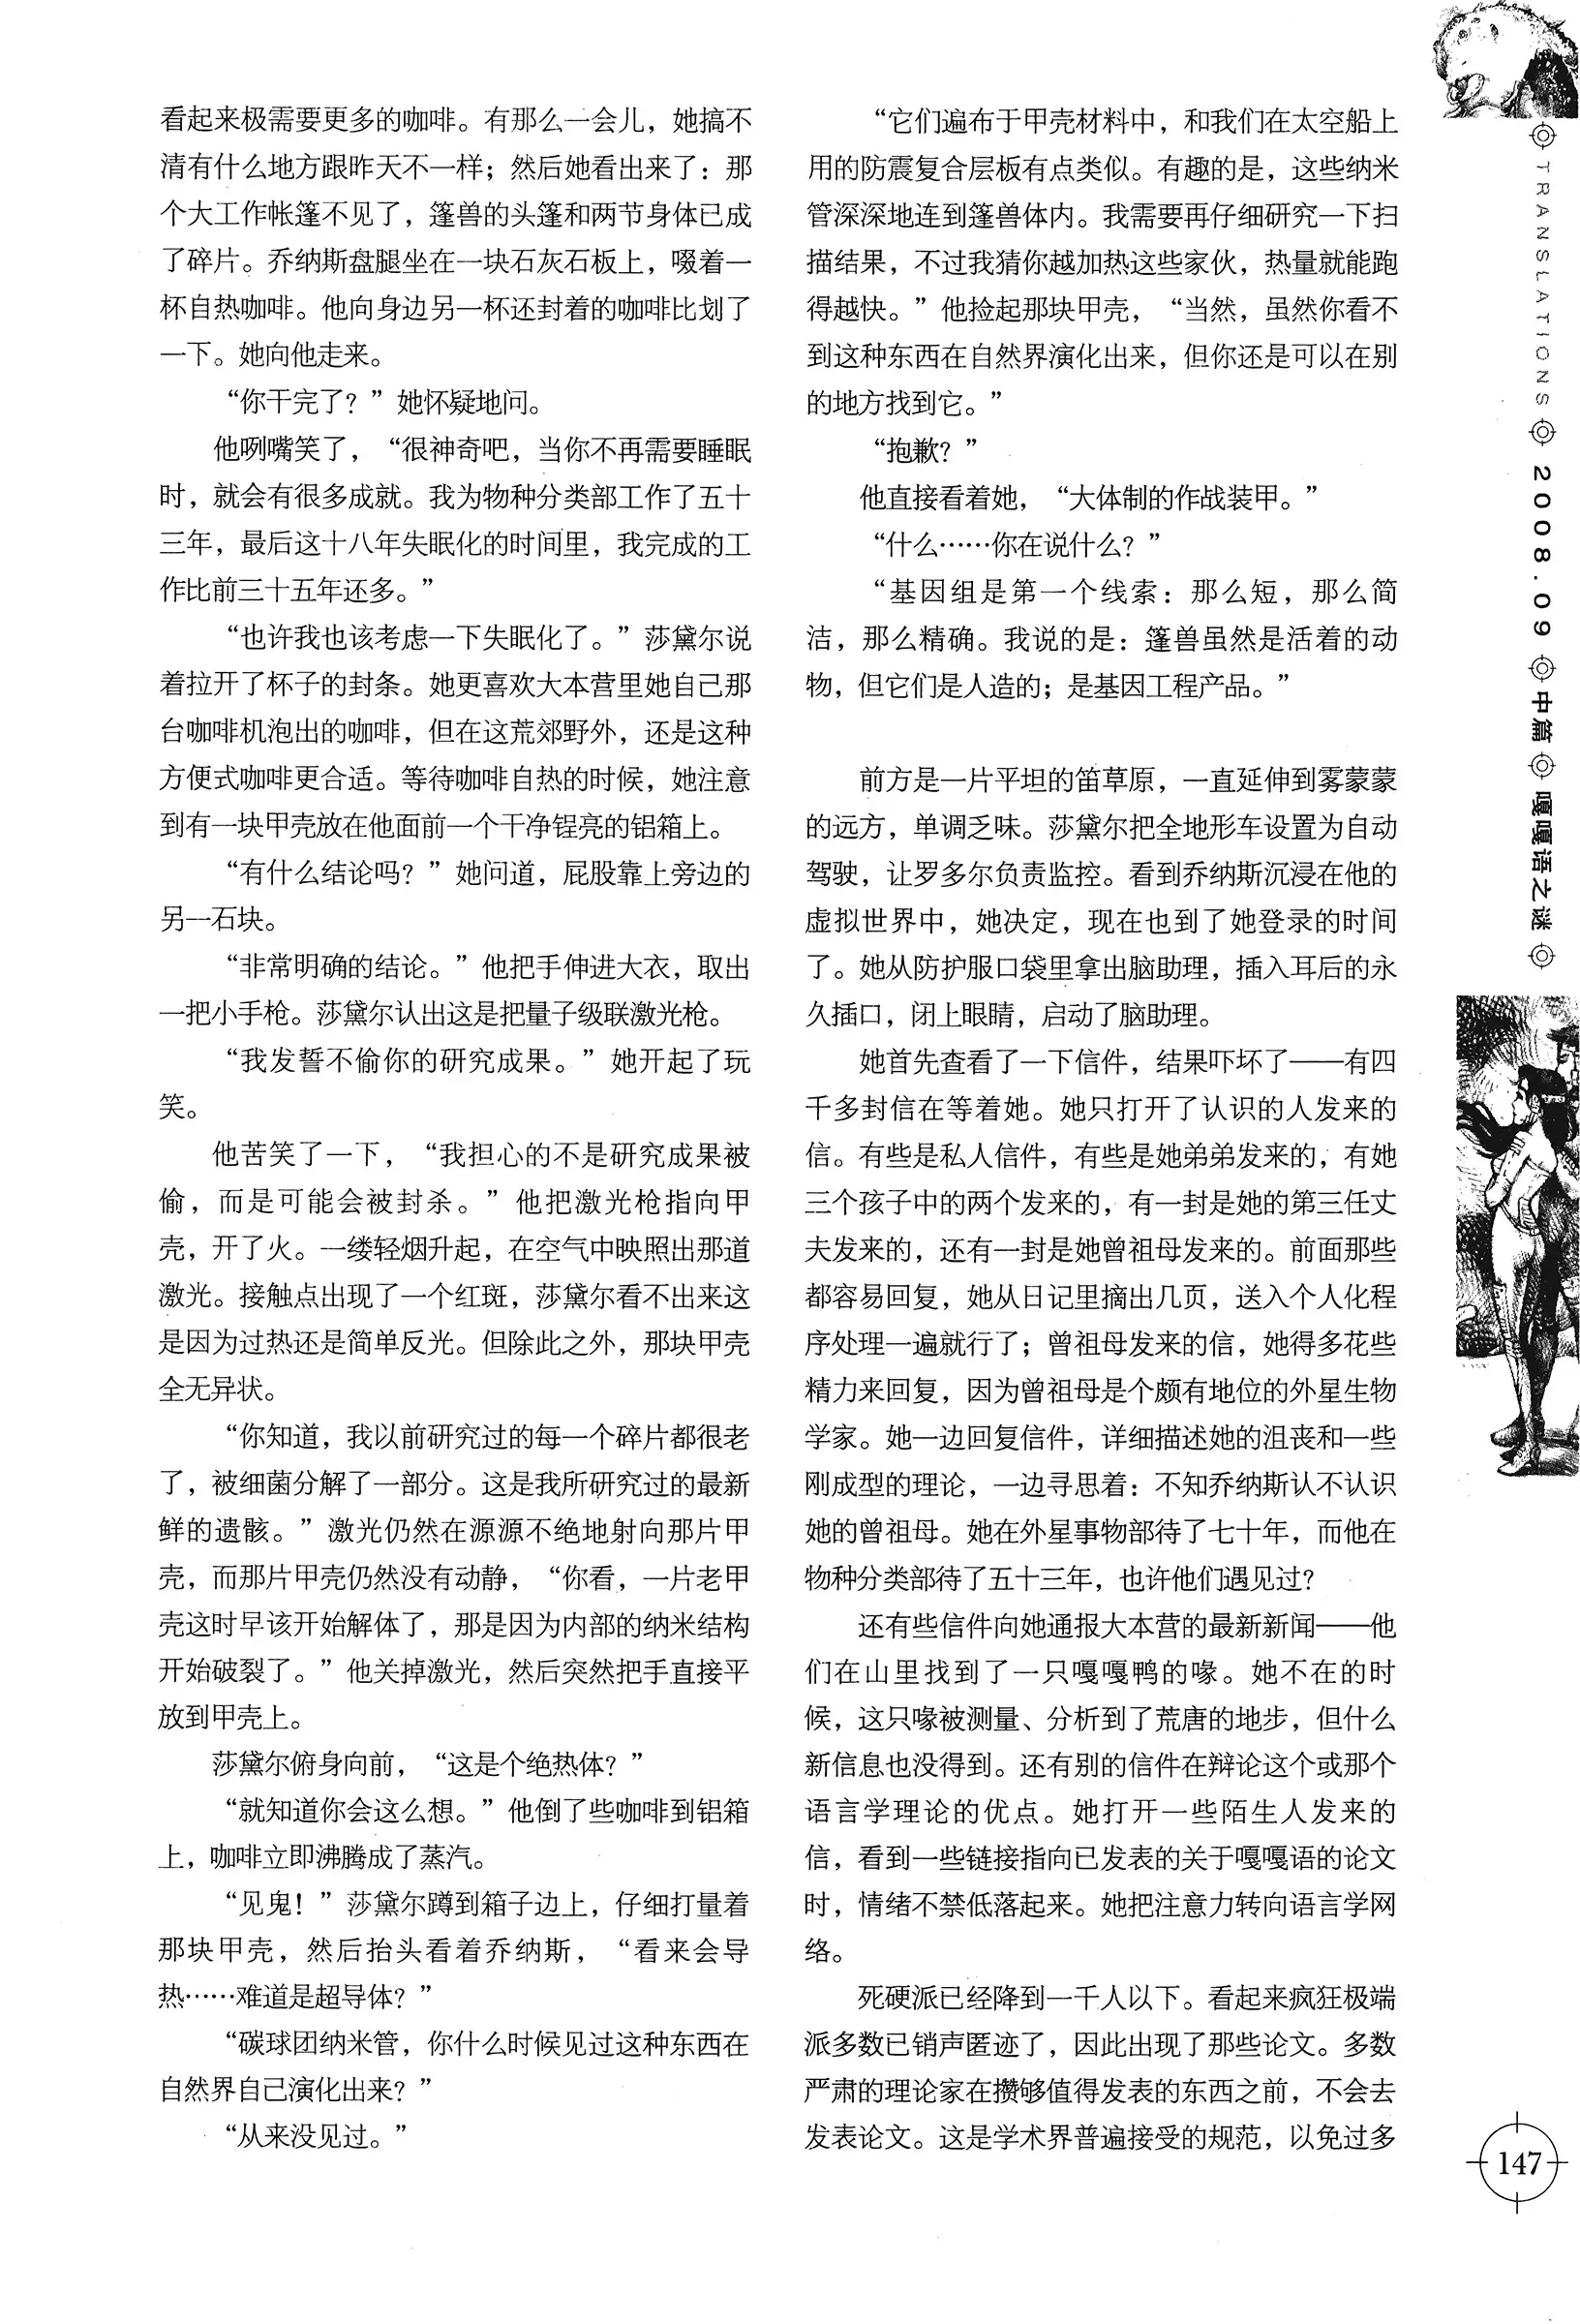 看起来极需要更多的咖啡。有那么一会儿，她搞不
清有什么地方跟昨天不一样；然后她看出来了：那
个大工作帐篷不见了，篷兽的头篷和两节身体已成
了碎片。乔纳斯盘腿坐在一块石灰石板上，啜着一
杯自热咖啡。他向身边另一杯还封着的咖啡比划了
一下。她向他走来。
“你干完了？”她怀疑地问。
他咧嘴笑了，“很神奇吧，当你不再需要睡眠
时，就会有很多成就。我为物种分类部工作了五十
三年，最后这十八年失眠化的时间里，我完成的工
作比前三十五年还多。”
“也许我也该考虑一下失眠化了。”莎黛尔说
着拉开了杯子的封条。她更喜欢大本营里她自己那
台咖啡机泡出的咖啡，但在这荒郊野外，还是这种
方便式咖啡更合适。等待咖啡自热的时候，她注意
到有一块甲壳放在他面前一个干净锃亮的铝箱上。
“有什么结论吗？”她问道，屁股靠上旁边的
另一石块。
“非常明确的结论。”他把手伸进大衣，取出
一把小手枪。莎黛尔认出这是把量子级联激光枪。
“我发誓不偷你的研究成果。”她开起了玩
笑。
他苦笑了一下，“我担心的不是研究成果被
偷，而是可能会被封杀。”他把激光枪指向甲
壳，开了火。一缕轻烟升起，在空气中映照出那道
激光。接触点出现了一个红斑，莎黛尔看不出来这
是因为过热还是简单反光。但除此之外，那块甲壳
全无异状。
“你知道，我以前研究过的每一个碎片都很老
了，被细菌分解了一部分。这是我所研究过的最新
鲜的遗骸。”激光仍然在源源不绝地射向那片甲
壳，而那片甲壳仍然没有动静，“你看，一片老甲
壳这时早该开始解体了，那是因为内部的纳米结构
开始破裂了。”他关掉激光，然后突然把手直接平
放到甲壳上。
莎黛尔俯身向前，“这是个绝热体？”
“就知道你会这么想。”他倒了些咖啡到铝箱
上，咖啡立即沸腾成了蒸汽。
“见鬼！”莎黛尔蹲到箱子边上，仔细打量着
那块甲壳，然后抬头看着乔纳斯，“看来会导
热……难道是超导体？”
“碳球团纳米管，你什么时候见过这种东西在
自然界自己演化出来？”
“从来没见过。”
“它们遍布于甲壳材料中，和我们在太空船上
用的防震复合层板有点类似。有趣的是，这些纳米
管深深地连到篷兽体内。我需要再仔细研究一下扫
描结果，不过我猜你越加热这些家伙，热量就能跑
得越快。”他捡起那块甲壳，“当然，虽然你看不
到这种东西在自然界演化出来，但你还是可以在别
的地方找到它。”
“抱歉？”
他直接看着她，“大体制的作战装甲。”
“什么……你在说什么？”
“基因组是第一个线索：那么短，那么简
洁，那么精确。我说的是：篷兽虽然是活着的动
物，但它们是人造的；是基因工程产品。”
前方是一片平坦的笛草原，一直延伸到雾蒙蒙
的远方，单调乏味。莎黛尔把全地形车设置为自动
驾驶，让罗多尔负责监控。看到乔纳斯沉浸在他的
虚拟世界中，她决定，现在也到了她登录的时间
了。她从防护服口袋里拿出脑助理，插入耳后的永
久插口，闭上眼睛，启动了脑助理。
她首先查看了一下信件，结果吓坏了——有四
千多封信在等着她。她只打开了认识的人发来的
信。有些是私人信件，有些是她弟弟发来的，有她
三个孩子中的两个发来的，有一封是她的第三任丈
夫发来的，还有一封是她曾祖母发来的。前面那些
都容易回复，她从日记里摘出几页，送入个人化程
序处理一遍就行了；曾祖母发来的信，她得多花些
精力来回复，因为曾祖母是个颇有地位的外星生物
学家。她一边回复信件，详细描述她的沮丧和一些
刚成型的理论，一边寻思着：不知乔纳斯认不认识
她的曾祖母。她在外星事物部待了七十年，而他在
物种分类部待了五十三年，也许他们遇见过？
还有些信件向她通报大本营的最新新闻——他
们在山里找到了一只嘎嘎鸭的喙。她不在的时
候，这只喙被测量、分析到了荒唐的地步，但什么
新信息也没得到。还有别的信件在辩论这个或那个
语言学理论的优点。她打开一些陌生人发来的
信，看到一些链接指向已发表的关于嘎嘎语的论文
时，情绪不禁低落起来。她把注意力转向语言学网
络。
死硬派已经降到一千人以下。看起来疯狂极端
派多数已销声匿迹了，因此出现了那些论文。多数
严肃的理论家在攒够值得发表的东西之前，不会去
发表论文。这是学术界普遍接受的规范，以免过多
TRANSLATIONS 2008.09 中篇 嘎嘎语之谜
147